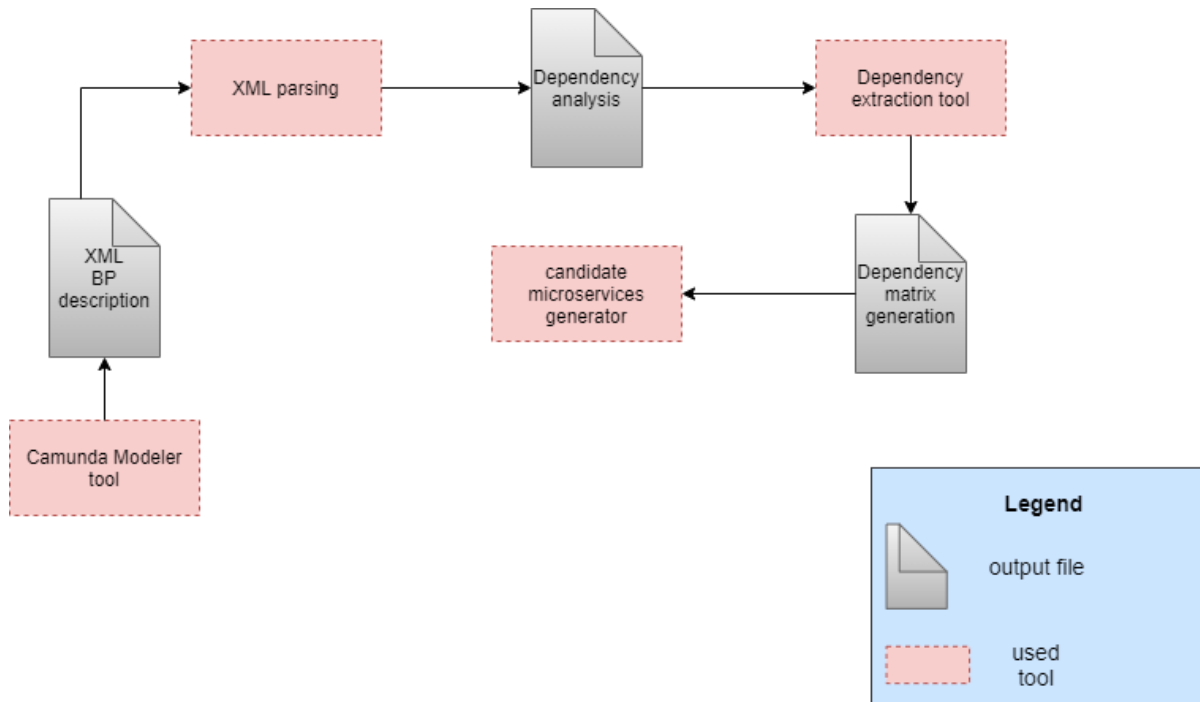 XML parsing
Dependency
analysis
Dependency
extraction tool
XML
BP
description
candidate
microservices
generator
Dependency
matrix
generation
Camunda Modeler
tool
Legend
output file
used
tool